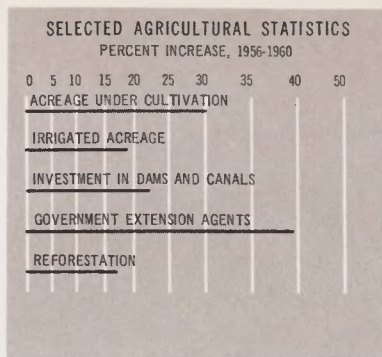 SELECTED AGRICULTURAL STATISTICS
PERCENT INCREASE, 1956-1960
0 5 10 15 20 25 30 35 40 50
ACREAGE UNDER CULTIVATION
IRRIGATED ACREAGE
INVESTMENT IN DAMS AND CANALS
GOVERNMENT EXTENSION AGENTS
REFORESTATION